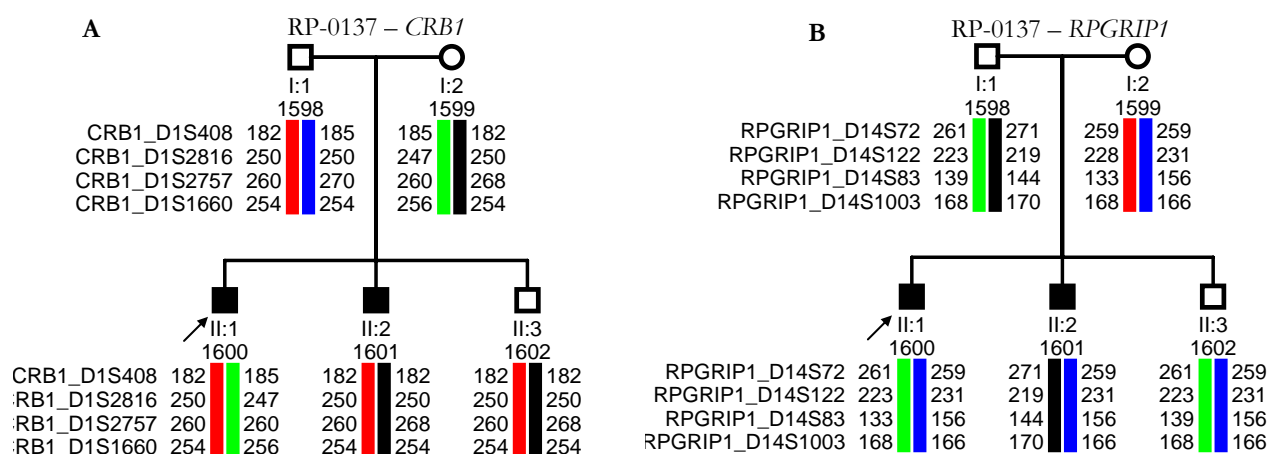 A
RP-0137 – CRB1
I:1 I:2
1598 1599
CRB1_D1S408 182 185 185 182
CRB1_D1S2816 250 250 247 250
CRB1_D1S2757 260 270 260 268
CRB1_D1S1660 254 254 256 254
II:1 II:2 II:3
1600 1601 1602
CRB1_D1S408 182 185 182 182 182 182
RB1_D1S2816 250 247 250 250 250 250
RB1_D1S2757 260 260 260 268 260 268
RB1_D1S1660 254 256 254 254 254 254
B
RP-0137 – RPGRIP1
I:1 I:2
1598 1599
RPGRIP1_D14S72 261 271 259 259
RPGRIP1_D14S122 223 219 228 231
RPGRIP1_D14S83 139 144 133 156
RPGRIP1_D14S1003 168 170 168 166
II:1 II:2 II:3
1600 1601 1602
RPGRIP1_D14S72 261 259 271 259 261 259
RPGRIP1_D14S122 223 231 219 231 223 231
RPGRIP1_D14S83 133 156 144 156 139 156
RPGRIP1_D14S1003 168 166 170 166 168 166